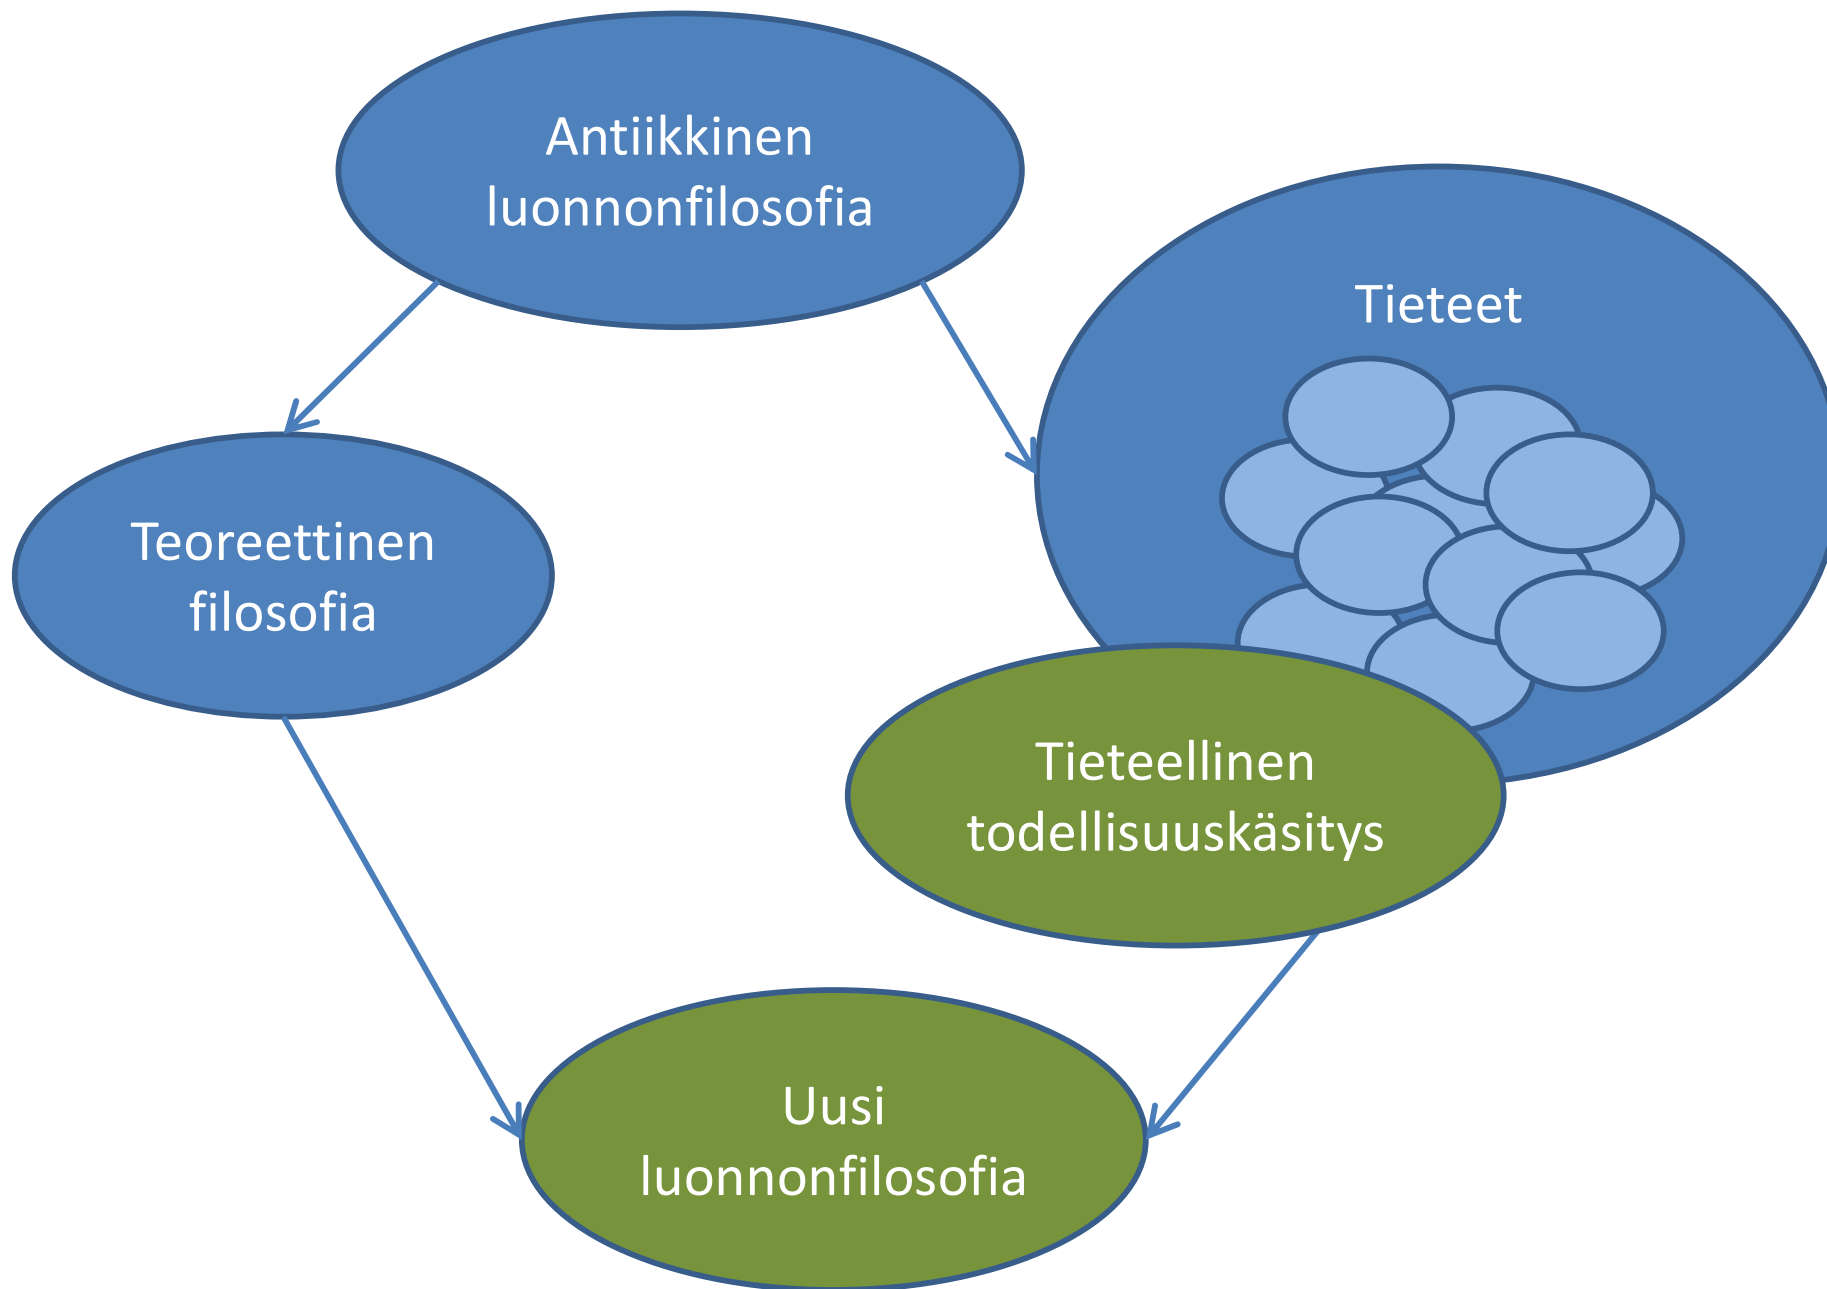 Antiikkinen
luonnonfilosofia
Tieteet
Teoreettinen
filosofia
Tieteellinen
todellisuuskäsitys
Uusi
luonnonfilosofia